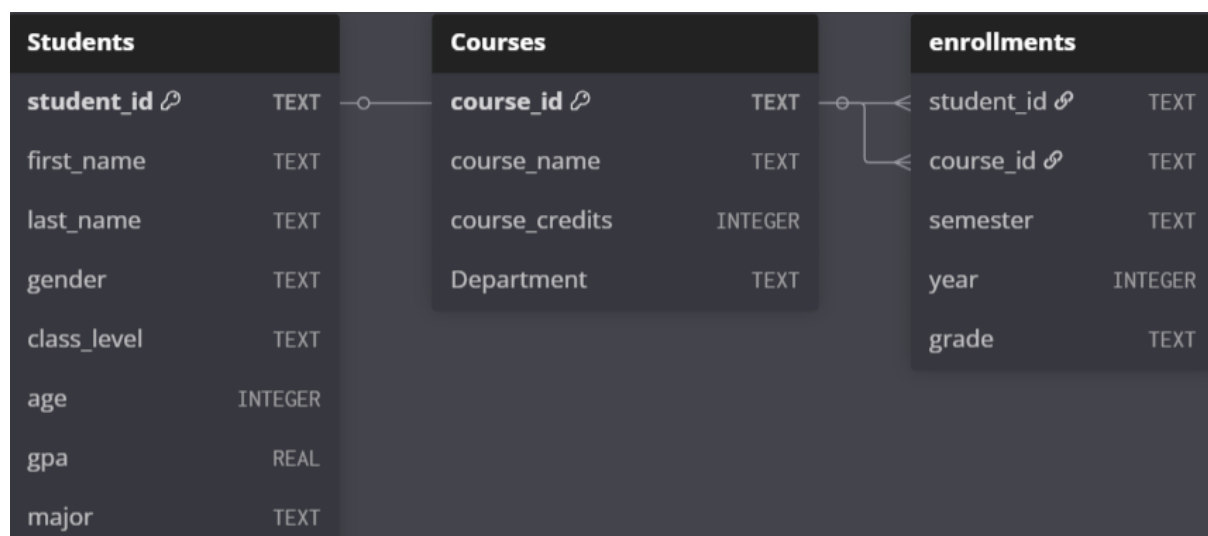 Students
student_id TEXT
first_name TEXT
last_name TEXT
gender TEXT
class_level TEXT
age INTEGER
gpa REAL
major TEXT
Courses
course_id TEXT
course_name TEXT
course_credits INTEGER
Department TEXT
enrollments
student_id TEXT
course_id TEXT
semester TEXT
year INTEGER
grade TEXT